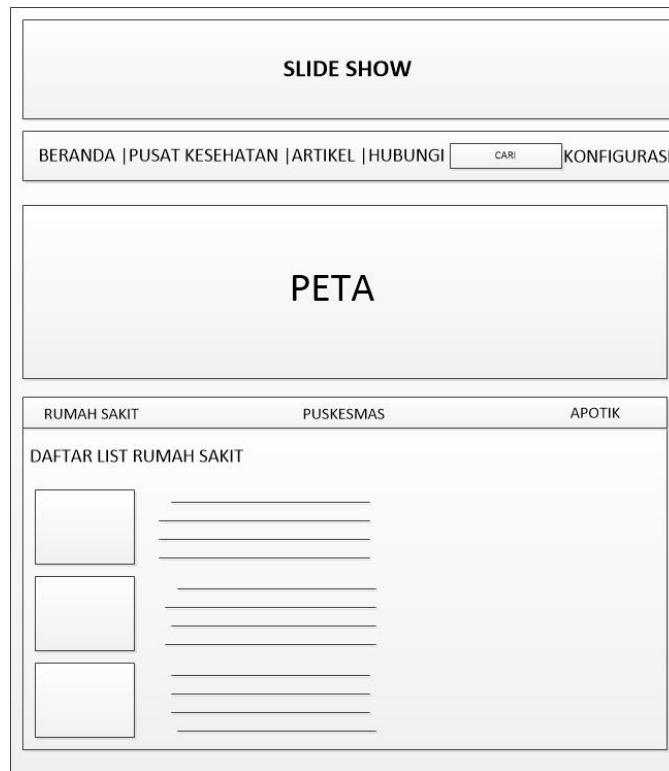 SLIDE SHOW
BERANDA |PUSAT KESEHATAN |ARTIKEL |HUBUNGI CARI KONFIGURASI
PETA
RUMAH SAKIT PUSKESMAS APOTIK
DAFTAR LIST RUMAH SAKIT